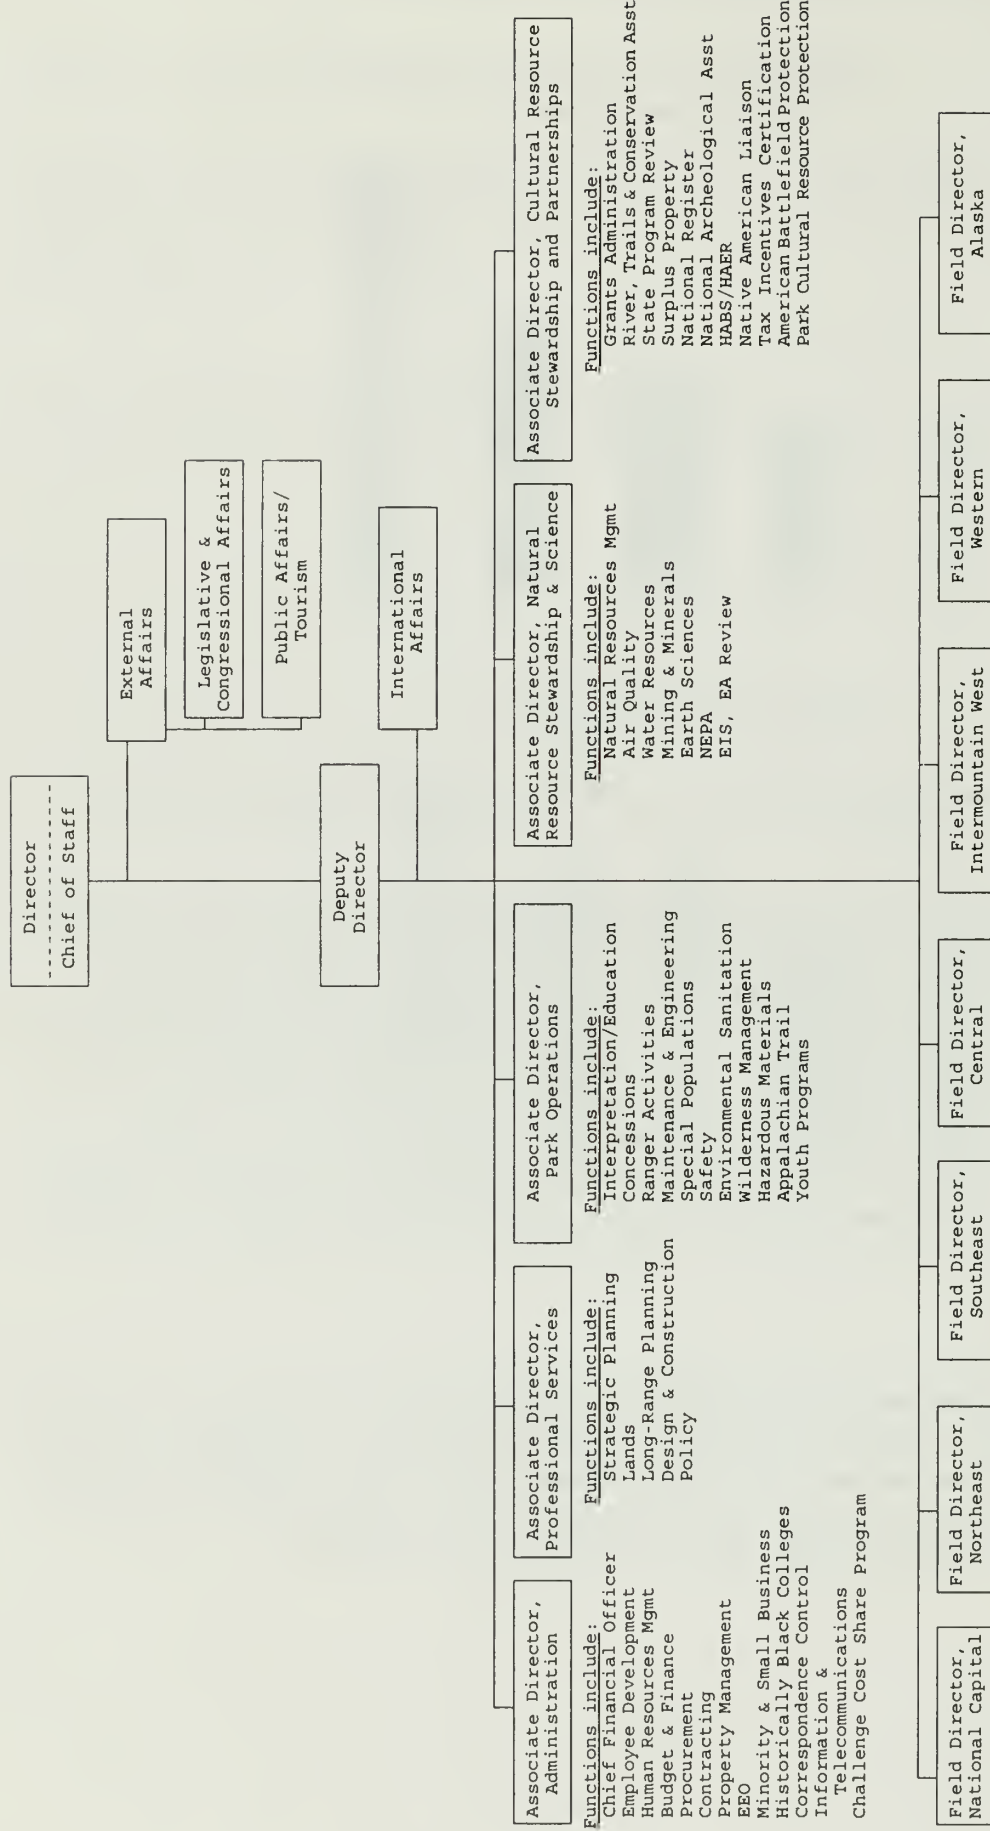 Director
Chief of Staff
External
Affairs
Legislative &
Congressional Affairs
Public Affairs/
Tourism
Deputy
Director
International
Affairs
Associate Director,
Administration
Functions include:
Chief Financial Officer
Employee Development
Human Resources Mgmt
Budget & Finance
Procurement
Contracting
Property Management
EEO
Minority & Small Business
Historically Black Colleges
Correspondence Control
Information &
Telecommunications
Challenge Cost Share Program
Associate Director,
Professional Services
Functions include:
Strategic Planning
Lands
Long-Range Planning
Design & Construction
Policy
Associate Director,
Park Operations
Functions include:
Interpretation/Education
Concessions
Ranger Activities
Maintenance & Engineering
Special Populations
Safety
Environmental Sanitation
Wilderness Management
Hazardous Materials
Appalachian Trail
Youth Programs
Associate Director, Natural
Resource Stewardship & Science
Functions include:
Natural Resources Mgmt
Air Quality
Water Resources
Mining & Minerals
Earth Sciences
NEPA
EIS, EA Review
Associate Director, Cultural Resource
Stewardship and Partnerships
Functions include:
Grants Administration
River, Trails & Conservation Asst
State Program Review
Surplus Property
National Register
National Archeological Asst
HABS/HAER
Native American Liaison
Tax Incentives Certification
American Battlefield Protection
Park Cultural Resource Protection
Field Director,
National Capital
Field Director,
Northeast
Field Director,
Southeast
Field Director,
Central
Field Director,
Intermountain West
Field Director,
Western
Field Director,
Alaska